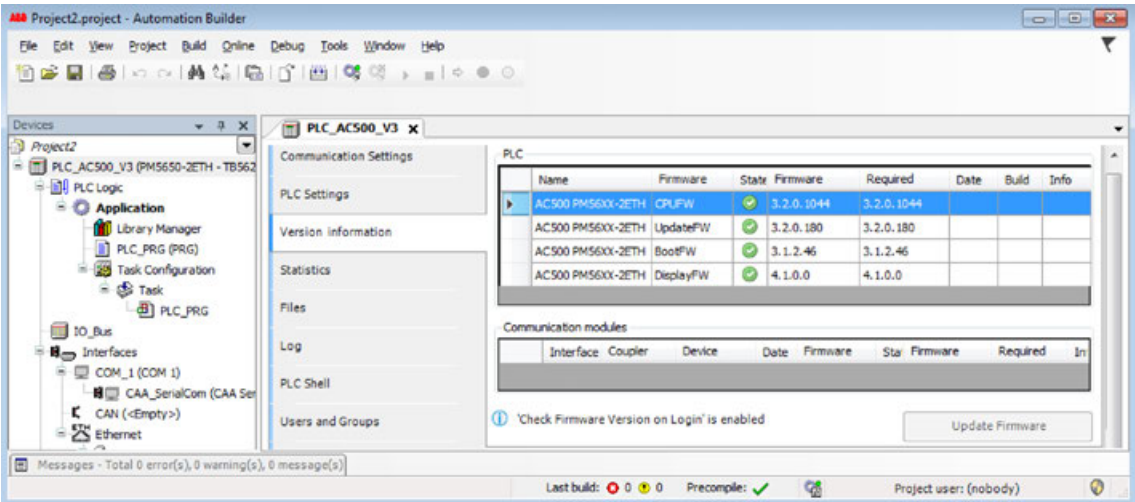 ABB Project2.project - Automation Builder
File Edit View Project Build Online Debug Tools Window Help
Devices
PLC_AC500_V3 X
Project2
PLC_AC500_V3 (PM5650-2ETH - TB562
PLC Logic
Application
Library Manager
PLC_PRG (PRG)
Task Configuration
Task
PLC_PRG
IO_Bus
Interfaces
COM_1 (COM 1)
CAA_SerialCom (CAA Ser
CAN (<Empty>)
Ethernet
Communication Settings
PLC Settings
Version information
Statistics
Files
Log
PLC Shell
Users and Groups
PLC
Name Firmware State Firmware Required Date Build Info
AC500 PM56XX-2ETH CPUFW 3.2.0.1044 3.2.0.1044
AC500 PM56XX-2ETH UpdateFW 3.2.0.180 3.2.0.180
AC500 PM56XX-2ETH BootFW 3.1.2.46 3.1.2.46
AC500 PM56XX-2ETH DisplayFW 4.1.0.0 4.1.0.0
Communication modules
Interface Coupler Device Date Firmware Sta Firmware Required In
'Check Firmware Version on Login' is enabled
Update Firmware
Messages - Total 0 error(s), 0 warning(s), 0 message(s)
Last build: 0 0 Precompile: Project user: (nobody)